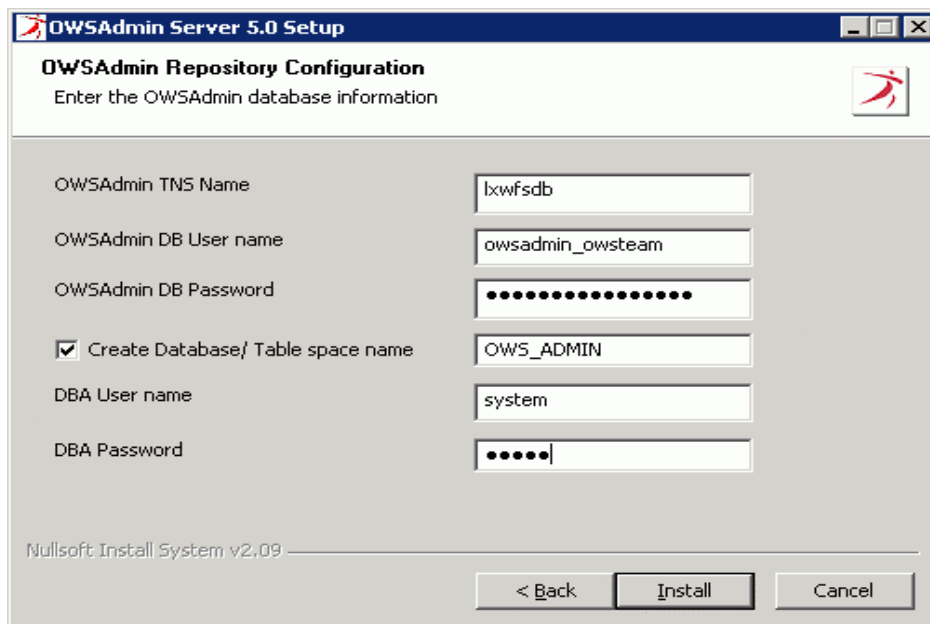 OWSAdmin Server 5.0 Setup
OWSAdmin Repository Configuration
Enter the OWSAdmin database information
OWSAdmin TNS Name
lxwfsdb
OWSAdmin DB User name
owsadmin_owsteam
OWSAdmin DB Password
●●●●●●●●●●●●●●●●
Create Database/ Table space name
OWS_ADMIN
DBA User name
system
DBA Password
●●●●●
Nullsoft Install System v2.09
< Back
Install
Cancel